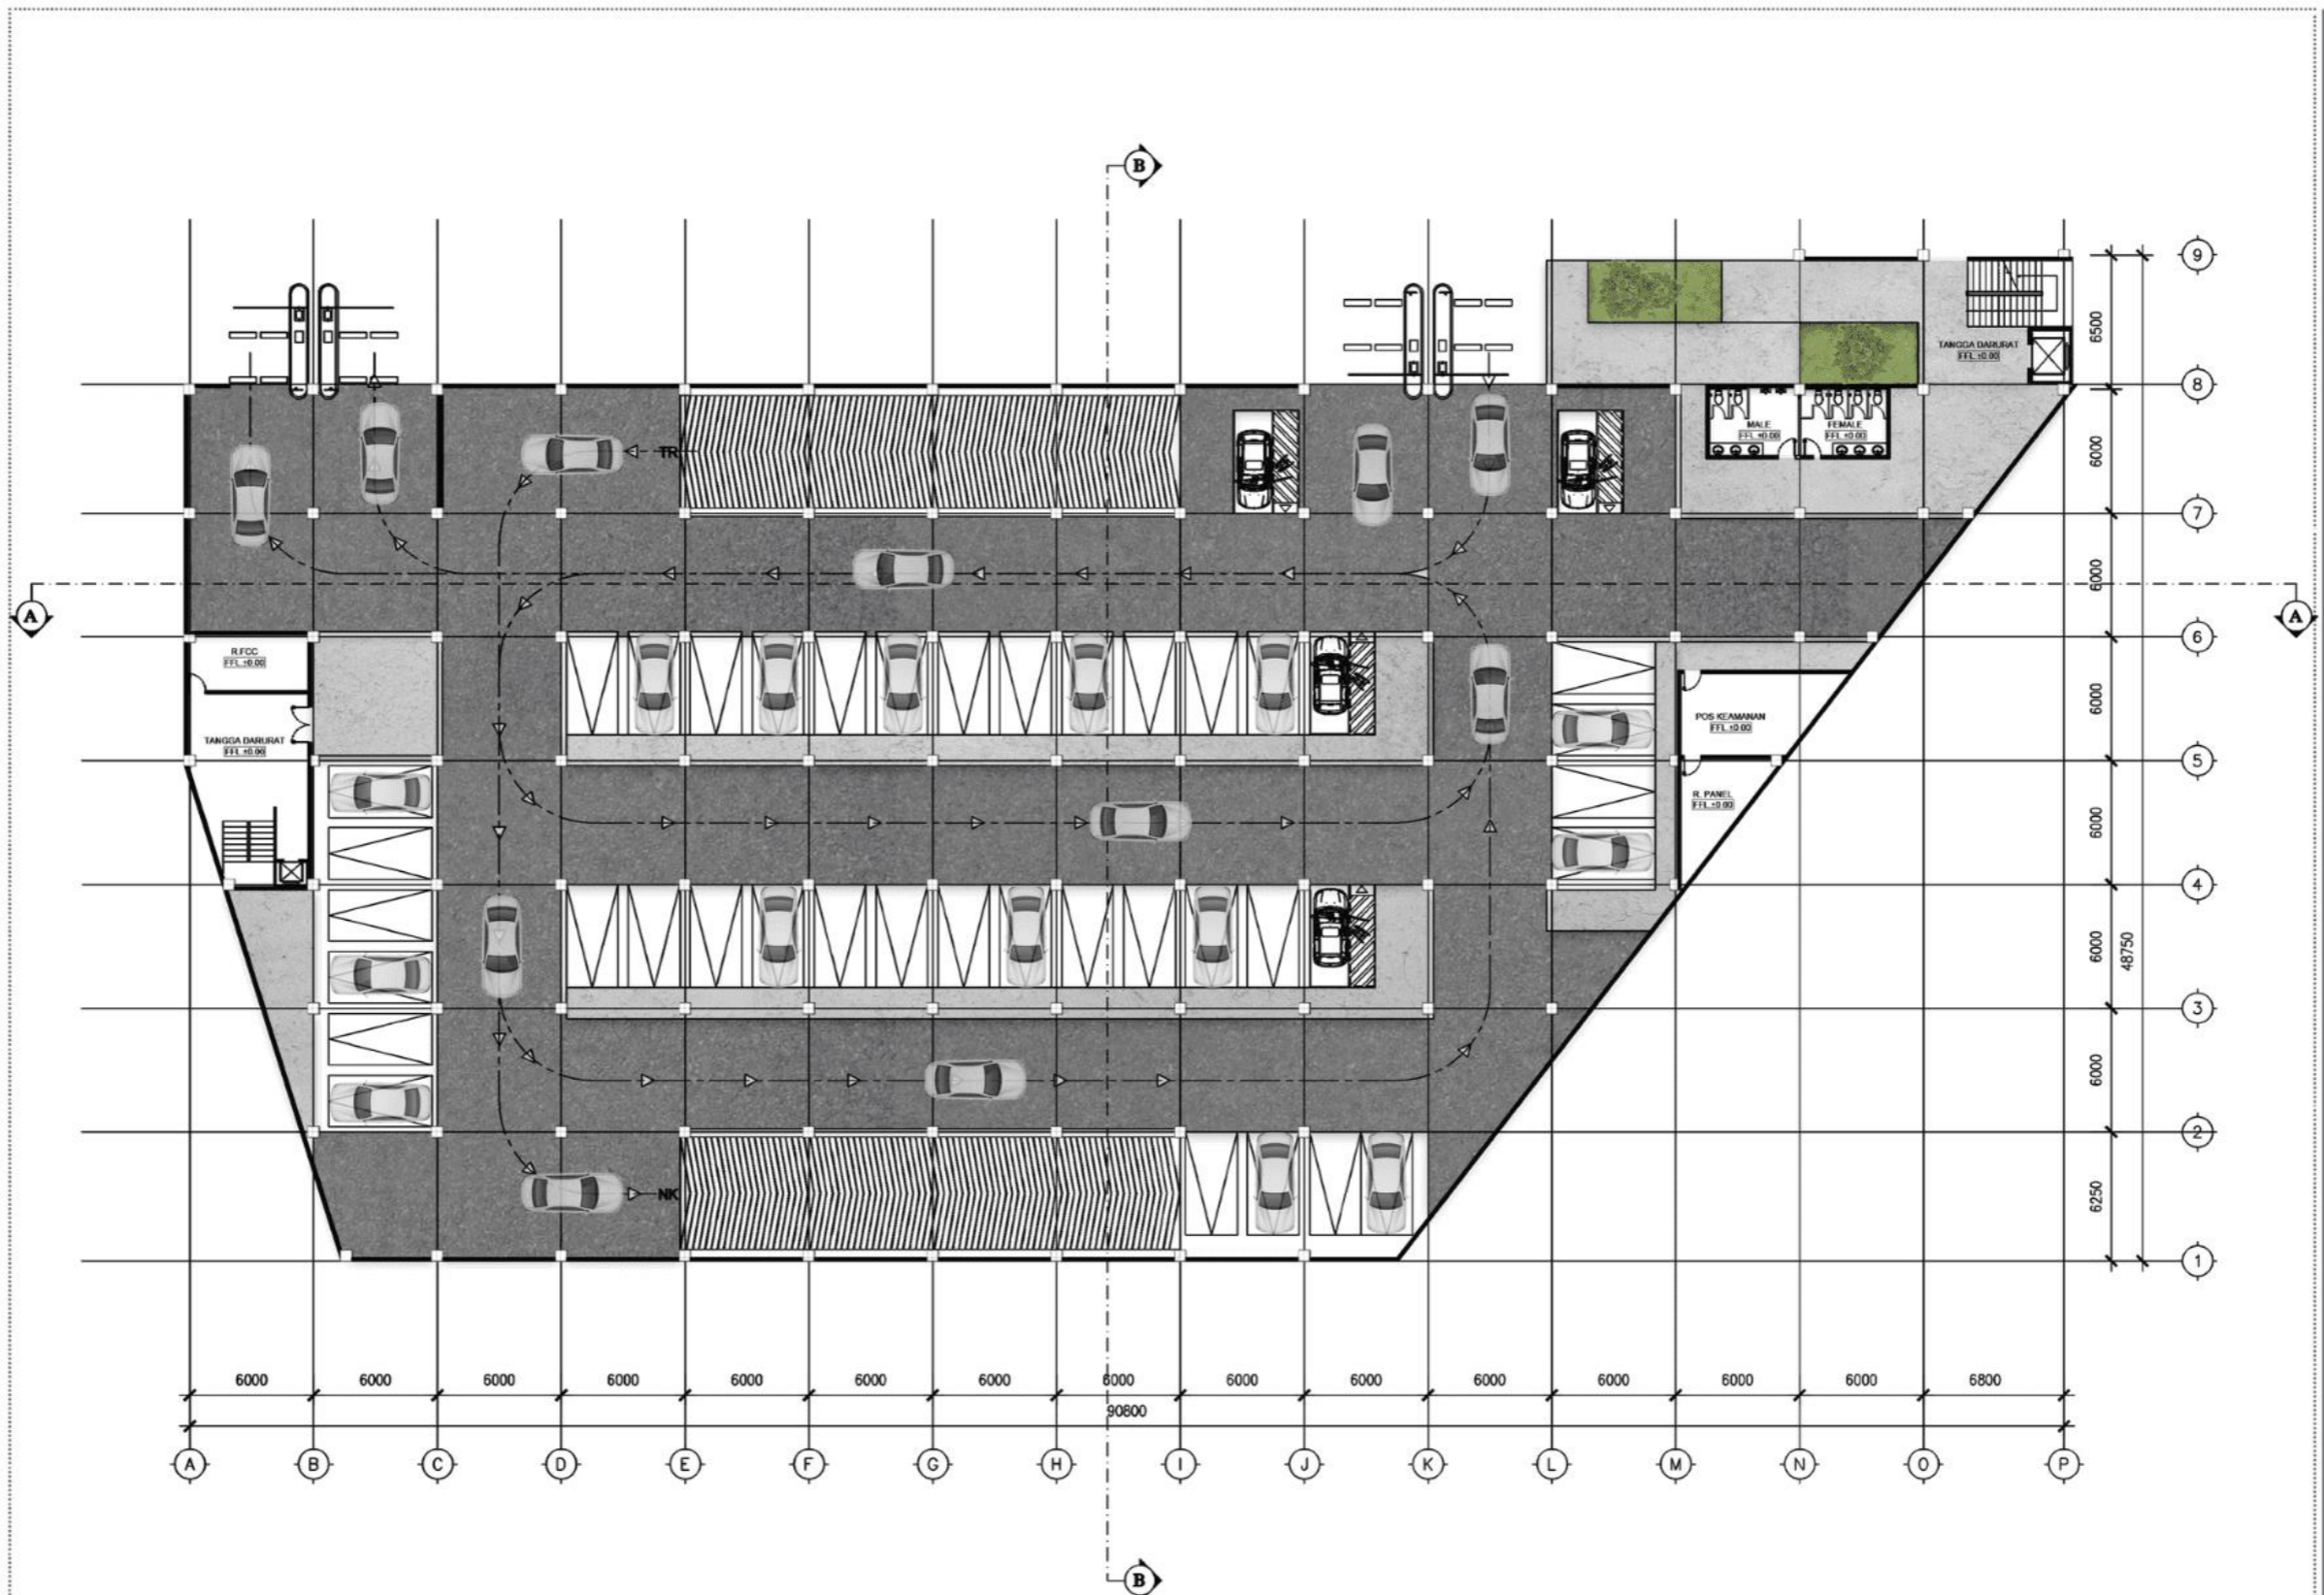 B
9
6500
TANGGA DARURAT
FFL ±0.00
8
MALE
FFL ±0.00
FEMALE
FFL ±0.00
6000
TR
7
6000
A
A
6
R.FCC
FFL ±0.00
6000
POS KEAMANAN
FFL ±0.00
TANGGA DARURAT
FFL ±0.00
5
R. PANEL
FFL ±0.00
6000
4
6000
48750
3
6000
2
NK
6250
1
6000 6000 6000 6000 6000 6000 6000 6000 6000 6000 6000 6000 6000 6000 6800
90800
A B C D E F G H I J K L M N O P
B